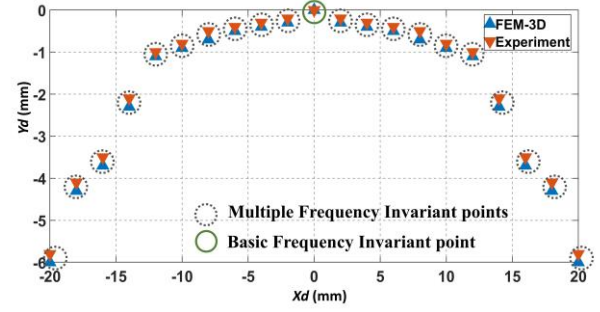 0
-1
-2
-3
-4
-5
-6
Yd (mm)
FEM-3D
Experiment
Multiple Frequency Invariant points
Basic Frequency Invariant point
-20 -15 -10 -5 0 5 10 15 20
Xd (mm)